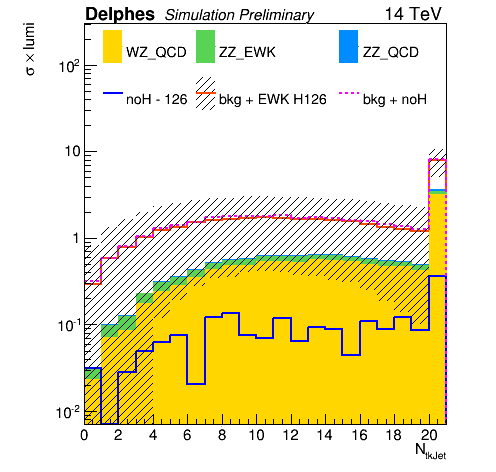 Delphes Simulation Preliminary 14 TeV
σ × lumi
WZ_QCD ZZ_EWK ZZ_QCD
noH - 126 bkg + EWK H126 bkg + noH
10²
10
1
10⁻¹
10⁻²
0 2 4 6 8 10 12 14 16 18 20
N_tkJet